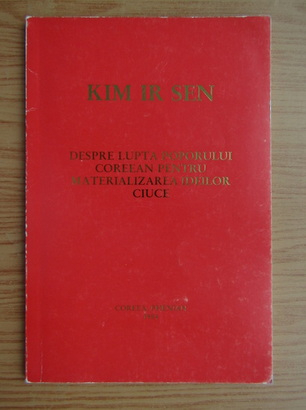 KIM IR SEN
DESPRE LUPTA POPORULUI
COREEAN PENTRU
MATERIALIZAREA IDEILOR
CIUCE
COREEA, PHENIAN